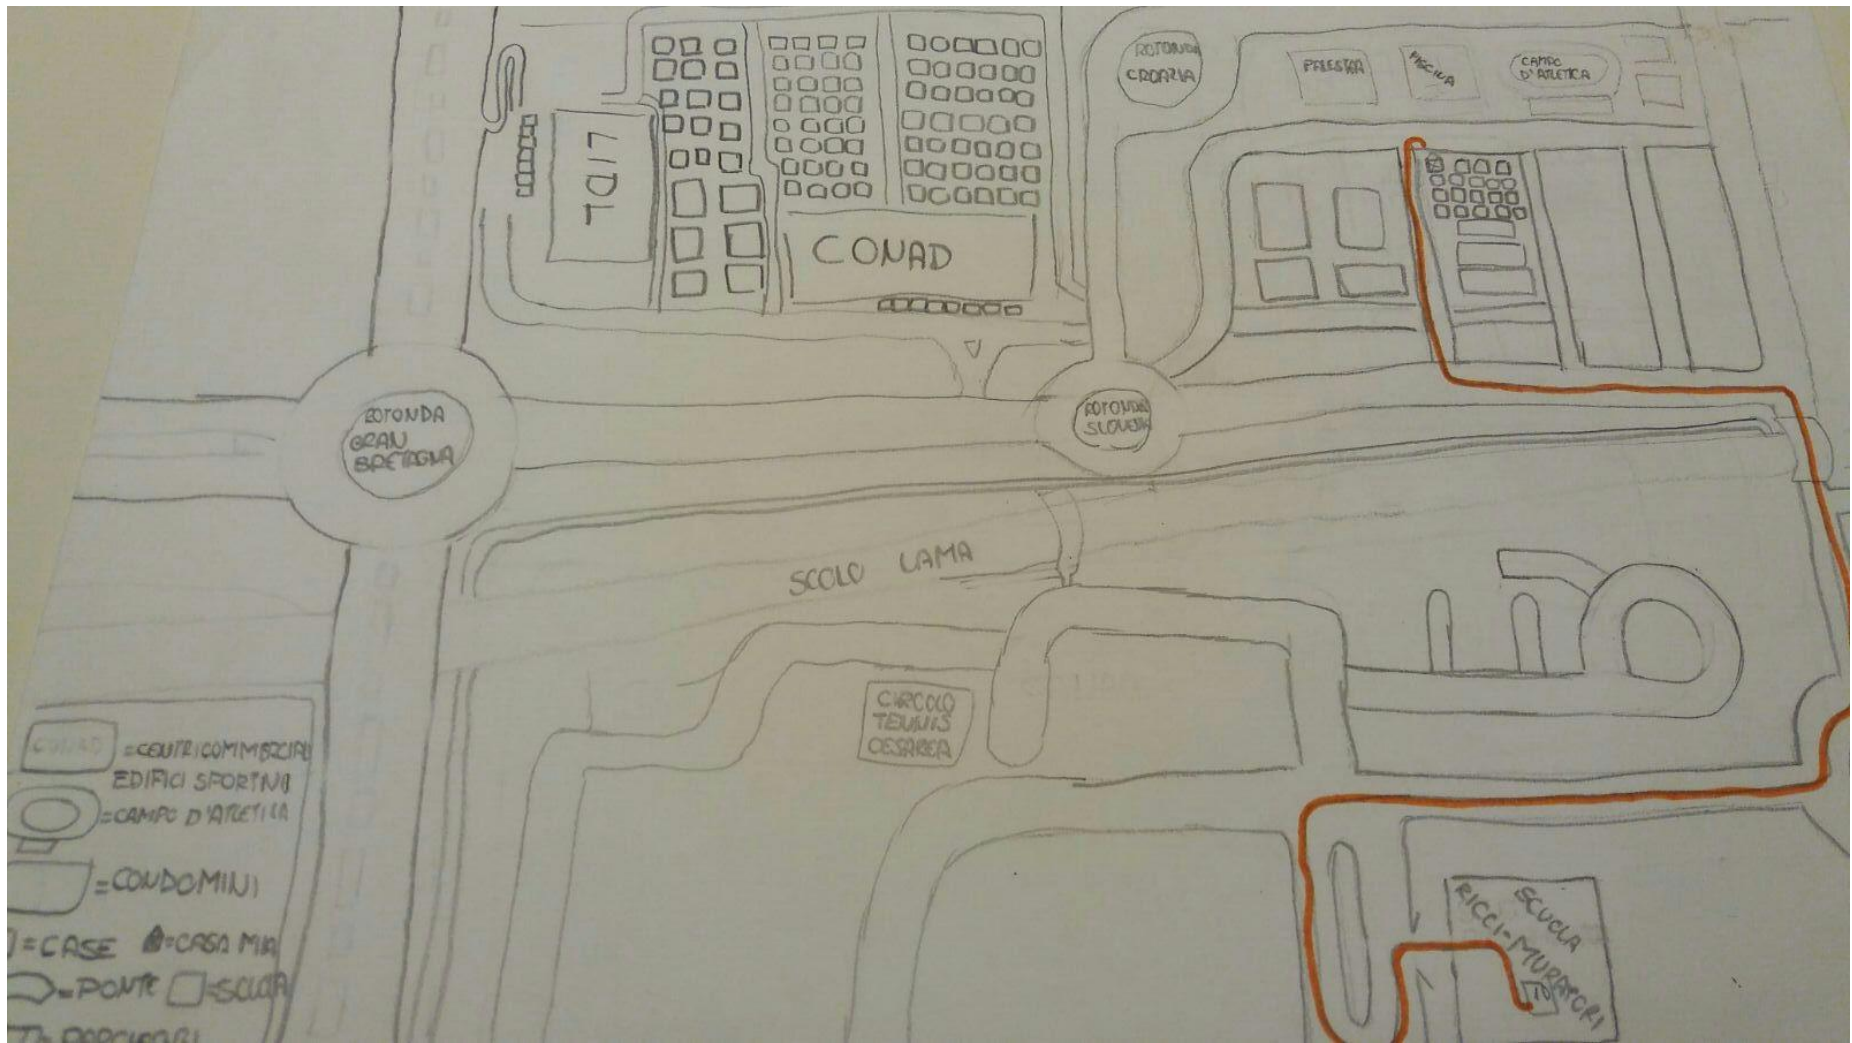 ROTONDA
CROAZIA
PALESTRA
PISCINA
CAMPO
D'ATLETICA
LIDL
CONAD
ROTONDA
GRAN
BRETAGNA
ROTONDA
SLOVENIA
SCOLO LAMA
CIRCOLO
TENNIS
CESAREA
CONAD = CENTRI COMMERCIALI
EDIFICI SPORTIVI
= CAMPO D'ATLETICA
= CONDOMINI
= CASE = CASA MIA
= PONTE = SCUOLA
SCUOLA
RICCI-MURATORI